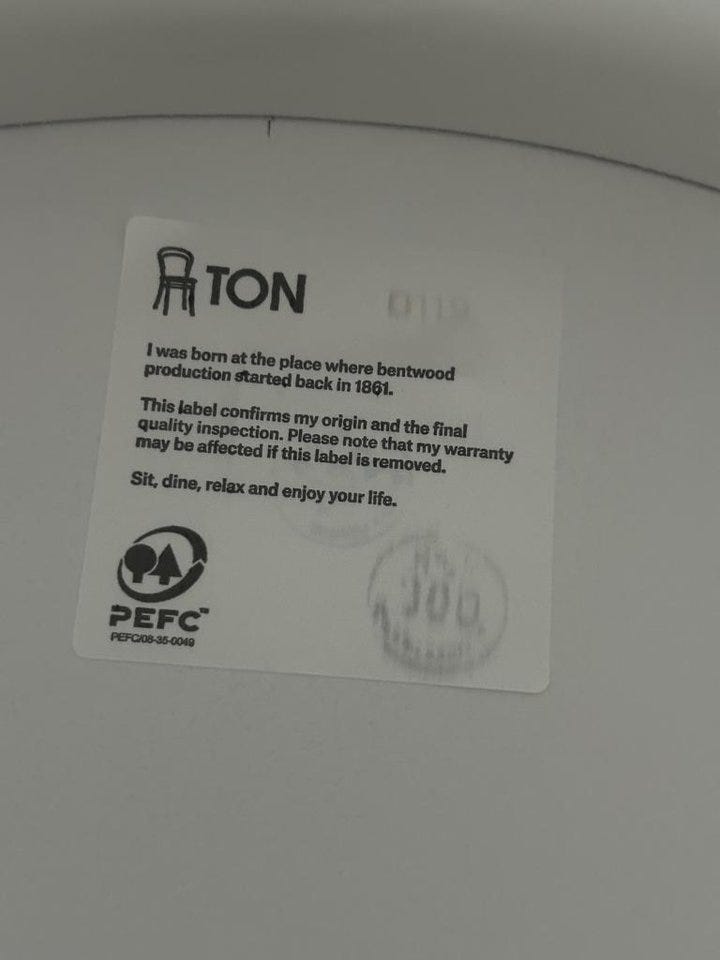 TON
I was born at the place where bentwood
production started back in 1861.
This label confirms my origin and the final
quality inspection. Please note that my warranty
may be affected if this label is removed.
Sit, dine, relax and enjoy your life.
PEFC™
PEFC/08-35-0049